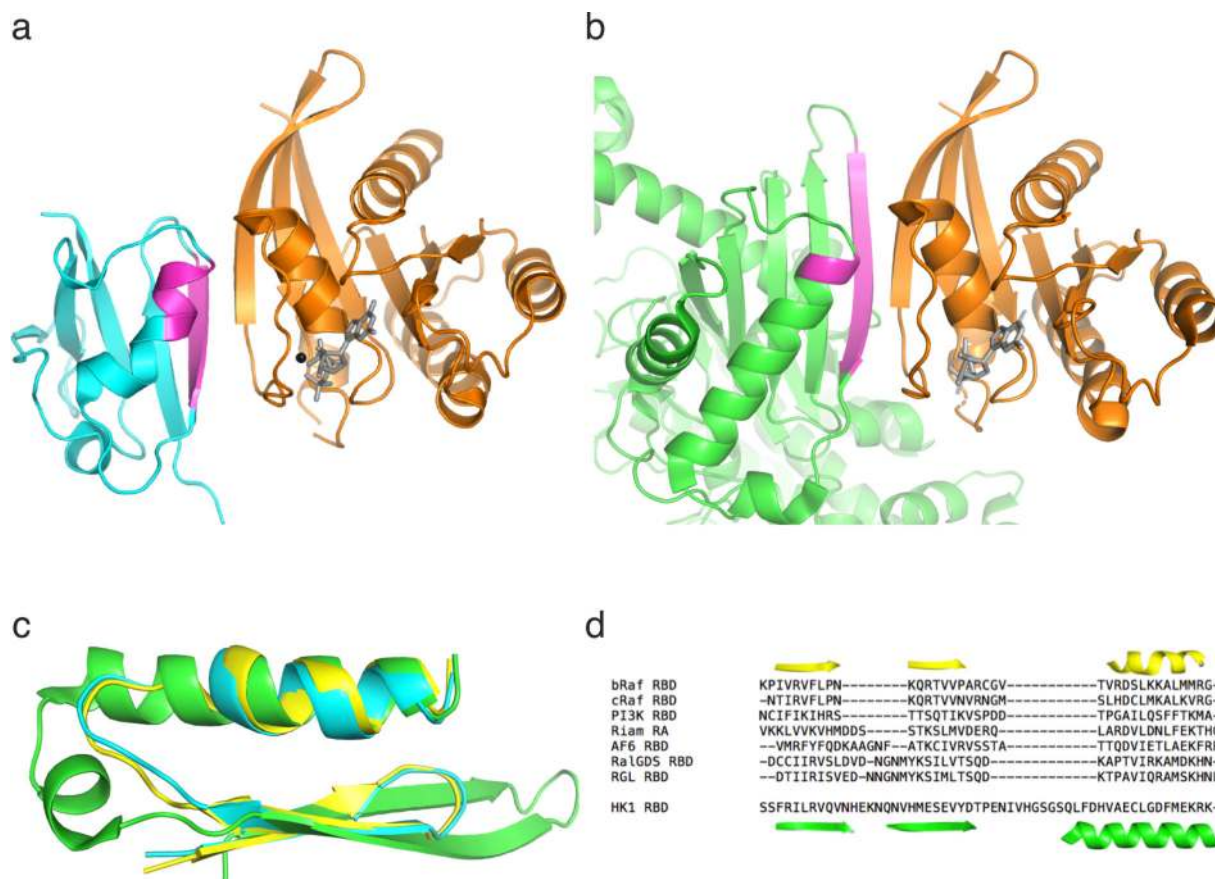 a
b
c
d
bRaf RBD KPIVRVFLPN--------KQRTVVPARCGV-----------TVRDSLKKALMMRG-
cRaf RBD -NTIRVFLPN--------KQRTVVNVRNGM-----------SLHDCLMKALKVRG-
PI3K RBD NCIFIKIHRS--------TTSQTIKVSPDD-----------TPGAILQSFFTKMA-
Riam RA VKKLVVKVHMDDS-----STKSLMVDERQ------------LARDVLDNLFEKTH
AF6 RBD --VMRFYFQDKAAGNF--ATKCIVRVSSTA-----------TTQDVIETLAEKFR
RalGDS RBD -DCCIIRVSLDVD-NGNMYKSILVTSQD------------KAPTVIRKAMDKHN
RGL RBD --DTIIRISVED-NNGNMYKSIMLTSQD------------KTPAVIQRAMSKHN
HK1 RBD SSFRILRVQVNHEKNQNVHMESEVYDTPENIVHGSGSQLFDHVAECLGDFMEKRK-